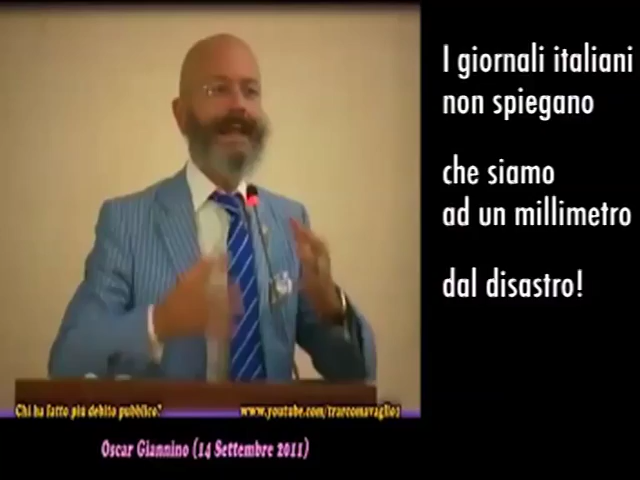 I giornali italiani
non spiegano
che siamo
ad un millimetro
dal disastro!
Chi ha fatto più debito pubblico?
www.youtube.com/trarcomavaglio2
Oscar Giannino (14 Settembre 2011)